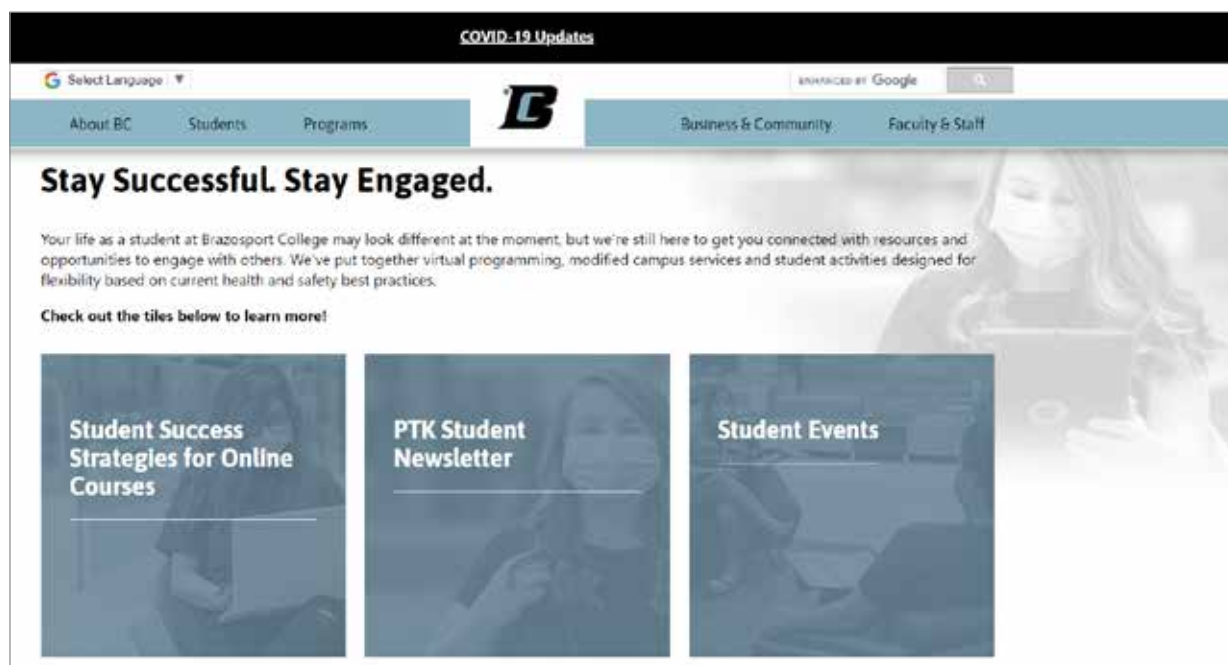 COVID-19 Updates
Select Language ▼
ENHANCED BY Google
BC
About BC Students Programs Business & Community Faculty & Staff
Stay Successful. Stay Engaged.
Your life as a student at Brazosport College may look different at the moment, but we're still here to get you connected with resources and
opportunities to engage with others. We've put together virtual programming, modified campus services and student activities designed for
flexibility based on current health and safety best practices.
Check out the tiles below to learn more!
Student Success
Strategies for Online
Courses
PTK Student
Newsletter
Student Events